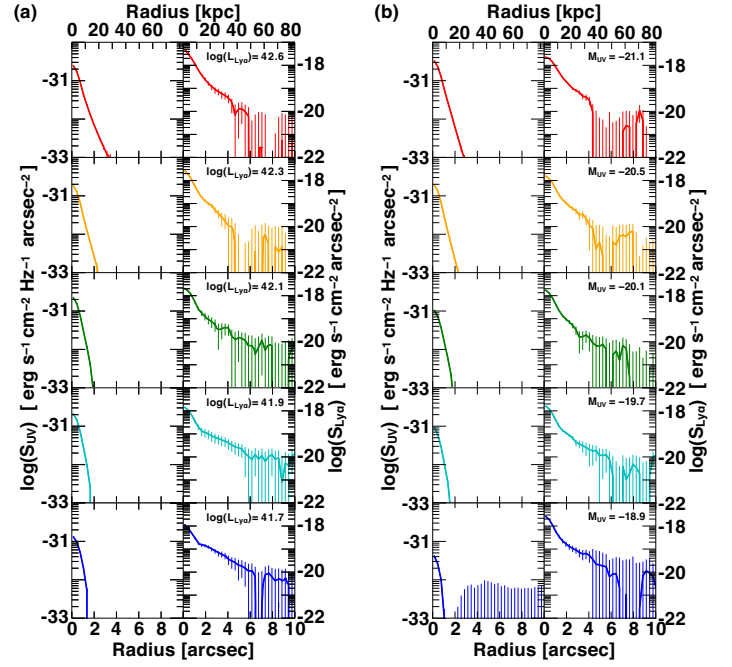 (a) Radius [kpc] (b) Radius [kpc]
0 20 40 60 0 20 40 60 80 0 20 40 60 0 20 40 60 80
-31 log(L_Lyα)= 42.6 -18 -31 M_UV = −21.1 -18
-20 -20
-33 -22 -33 -22
-31 log(L_Lyα)= 42.3 -18 -31 M_UV = −20.5 -18
-20 -20
-33 -22 -33 -22
-31 log(L_Lyα)= 42.1 -18 -31 M_UV = −20.1 -18
-20 -20
-33 -22 -33 -22
-31 log(L_Lyα)= 41.9 -18 -31 M_UV = −19.7 -18
-20 -20
-33 -22 -33 -22
-31 log(L_Lyα)= 41.7 -18 -31 M_UV = −18.9 -18
-20 -20
-33 -22 -33 -22
0 2 4 6 8 0 2 4 6 8 10 0 2 4 6 8 0 2 4 6 8 10
Radius [arcsec] Radius [arcsec]
log(S_UV) [ erg s⁻¹ cm⁻² Hz⁻¹ arcsec⁻²]
log(S_Lyα) [ erg s⁻¹ cm⁻² arcsec⁻²]
log(S_UV) [ erg s⁻¹ cm⁻² Hz⁻¹ arcsec⁻²]
log(S_Lyα) [ erg s⁻¹ cm⁻² arcsec⁻²]